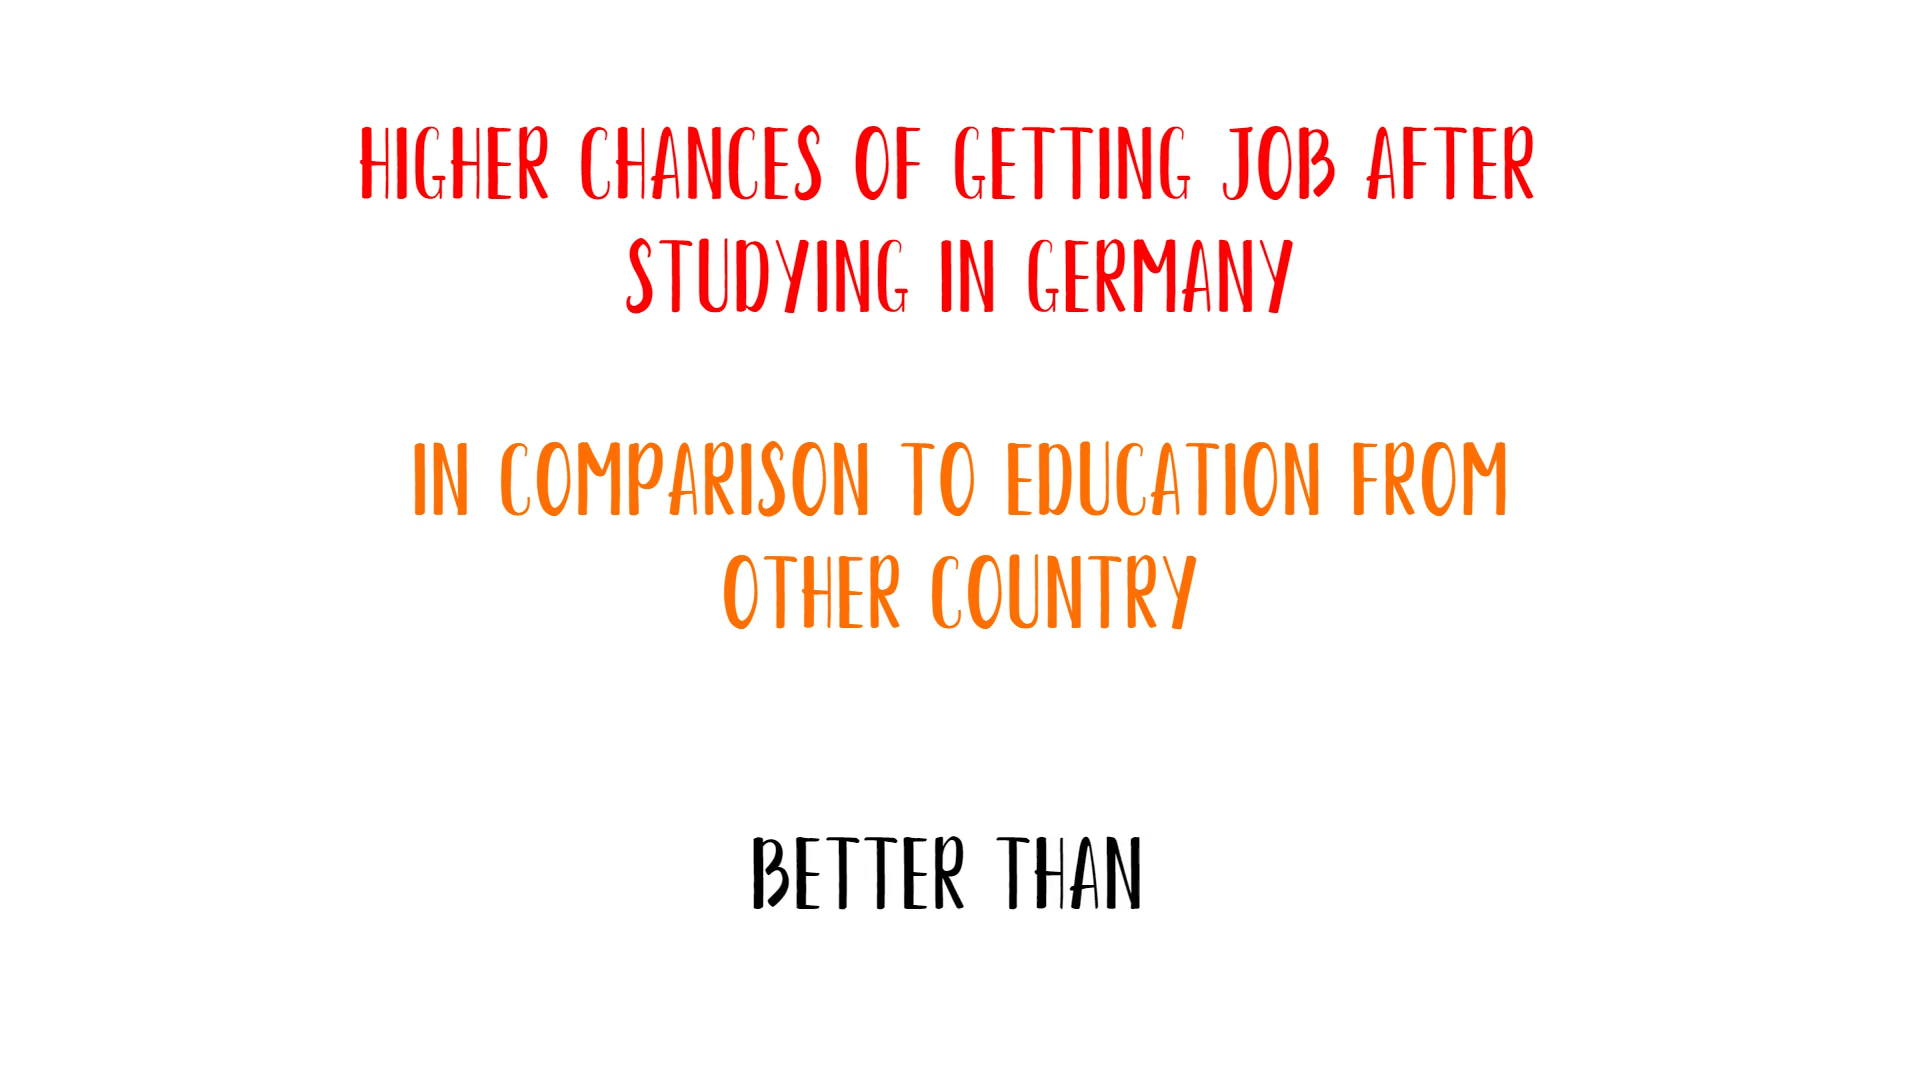 HIGHER CHANCES OF GETTING JOB AFTER
STUDYING IN GERMANY
IN COMPARISON TO EDUCATION FROM
OTHER COUNTRY
BETTER THAN